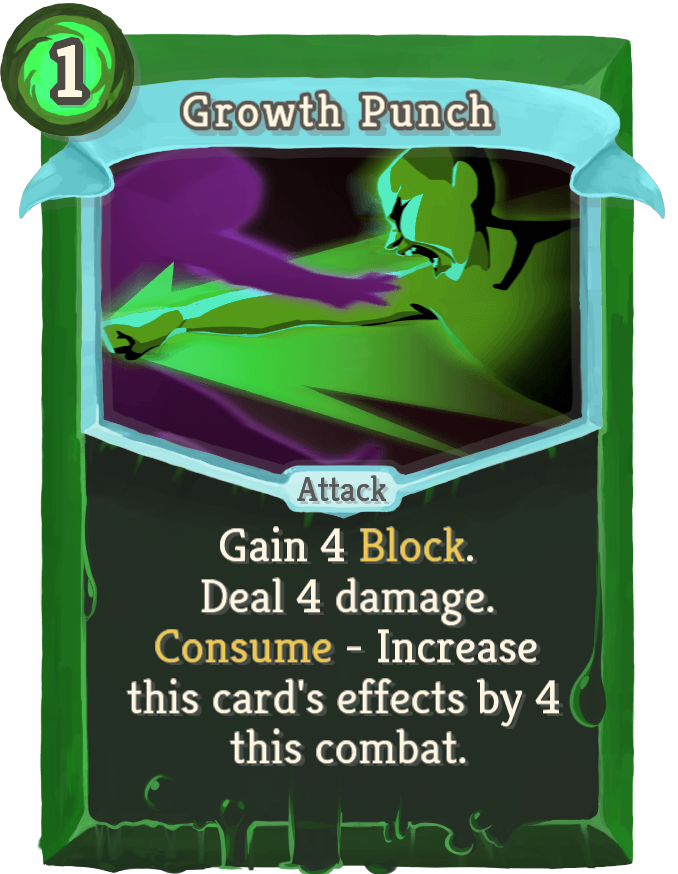 1
Growth Punch
Attack
Gain 4 Block.
Deal 4 damage.
Consume - Increase
this card's effects by 4
this combat.